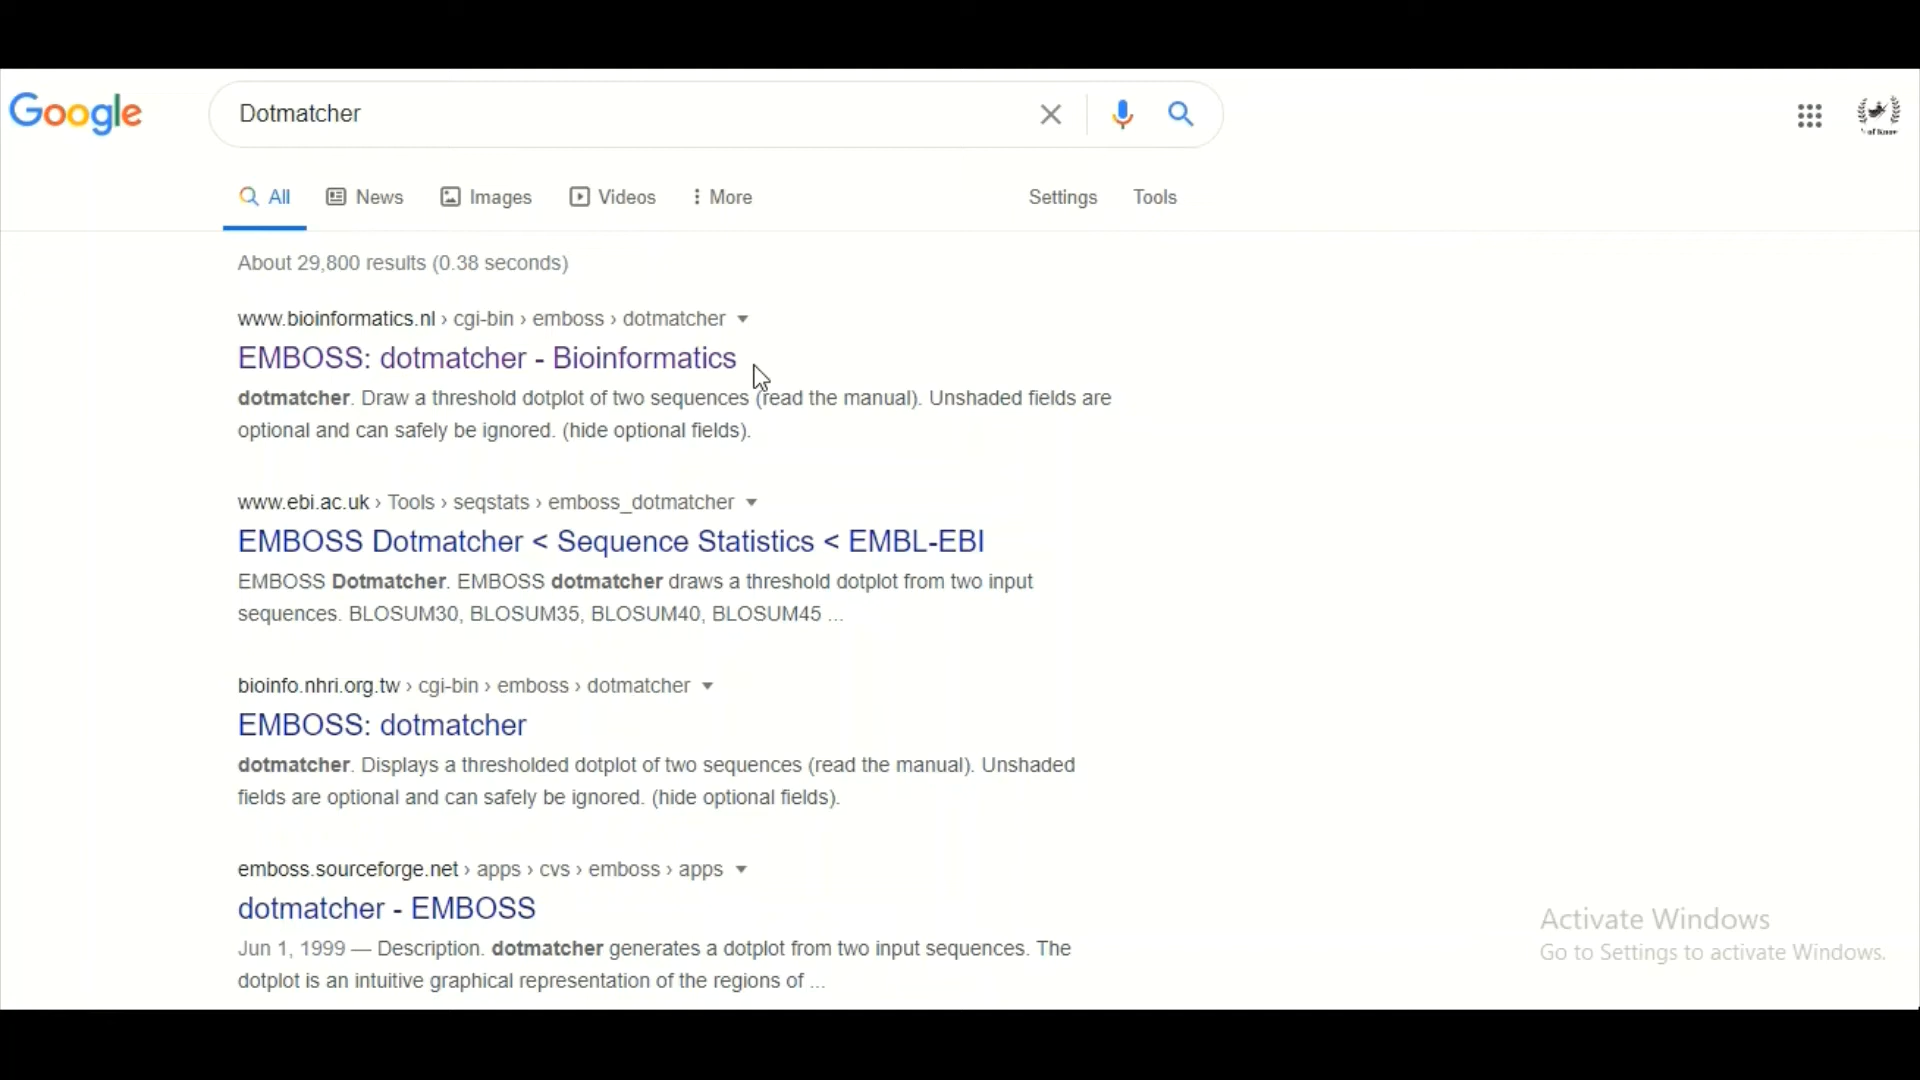 Google
Dotmatcher
All News Images Videos More Settings Tools
About 29,800 results (0.38 seconds)
www.bioinformatics.nl › cgi-bin › emboss › dotmatcher
EMBOSS: dotmatcher - Bioinformatics
dotmatcher. Draw a threshold dotplot of two sequences (read the manual). Unshaded fields are
optional and can safely be ignored. (hide optional fields).
www.ebi.ac.uk › Tools › seqstats › emboss_dotmatcher
EMBOSS Dotmatcher < Sequence Statistics < EMBL-EBI
EMBOSS Dotmatcher. EMBOSS dotmatcher draws a threshold dotplot from two input
sequences. BLOSUM30, BLOSUM35, BLOSUM40, BLOSUM45 ...
bioinfo.nhri.org.tw › cgi-bin › emboss › dotmatcher
EMBOSS: dotmatcher
dotmatcher. Displays a thresholded dotplot of two sequences (read the manual). Unshaded
fields are optional and can safely be ignored. (hide optional fields).
emboss.sourceforge.net › apps › cvs › emboss › apps
dotmatcher - EMBOSS
Jun 1, 1999 — Description. dotmatcher generates a dotplot from two input sequences. The
dotplot is an intuitive graphical representation of the regions of ...
Activate Windows
Go to Settings to activate Windows.